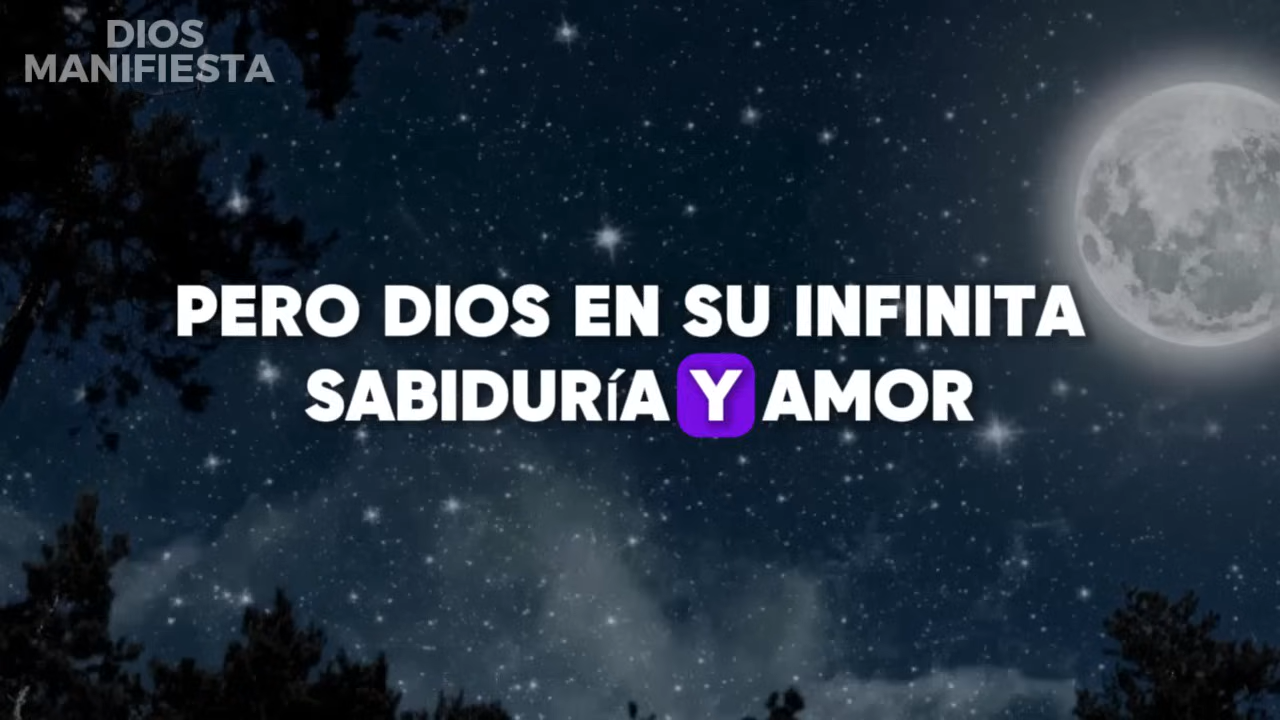 DIOS
MANIFIESTA
PERO DIOS EN SU INFINITA
SABIDURíA Y AMOR